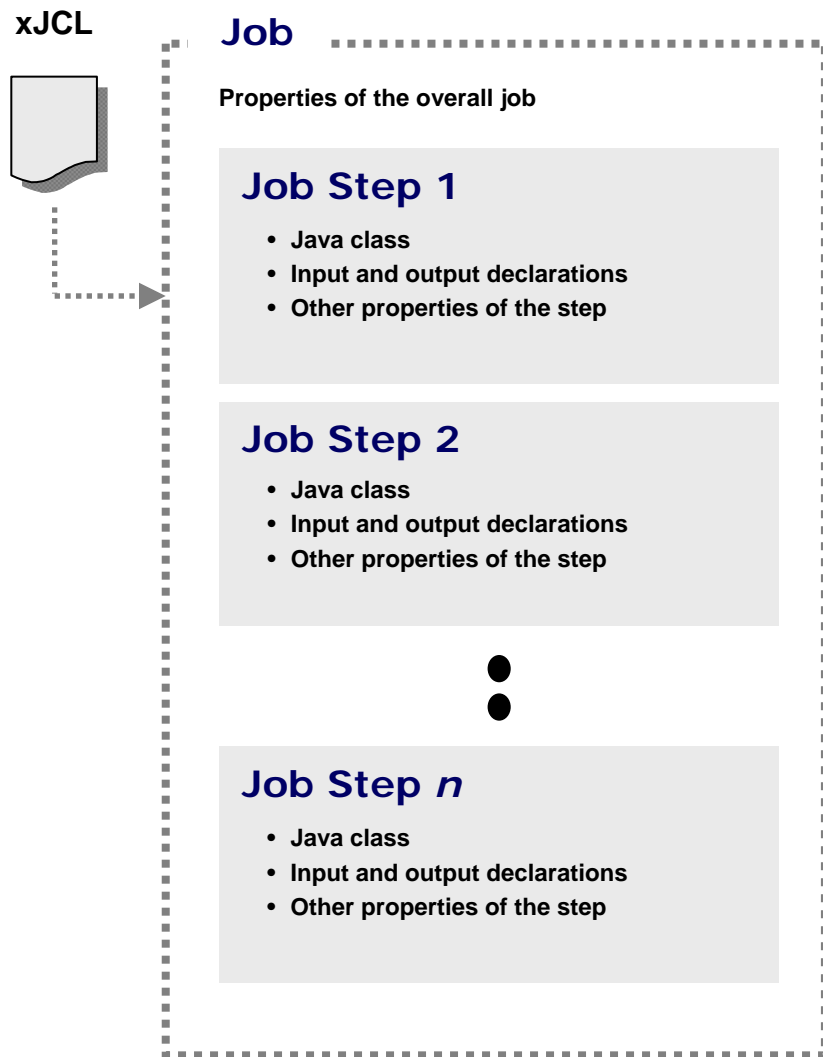 xJCL
Job
Properties of the overall job
Job Step 1
• Java class
• Input and output declarations
• Other properties of the step
Job Step 2
• Java class
• Input and output declarations
• Other properties of the step
Job Step n
• Java class
• Input and output declarations
• Other properties of the step